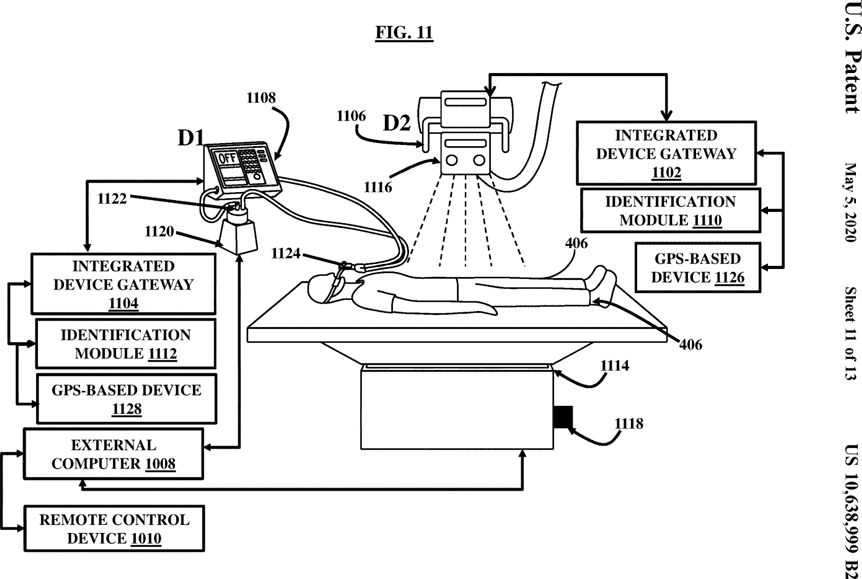 FIG. 11
U.S. Patent
May 5, 2020
Sheet 11 of 13
US 10,638,999 B2
1108
D1
OFF
1122
1120
1124
1106
D2
1116
INTEGRATED
DEVICE GATEWAY
1102
IDENTIFICATION
MODULE 1110
GPS-BASED
DEVICE 1126
INTEGRATED
DEVICE GATEWAY
1104
IDENTIFICATION
MODULE 1112
GPS-BASED DEVICE
1128
EXTERNAL
COMPUTER 1008
REMOTE CONTROL
DEVICE 1010
406
406
1114
1118